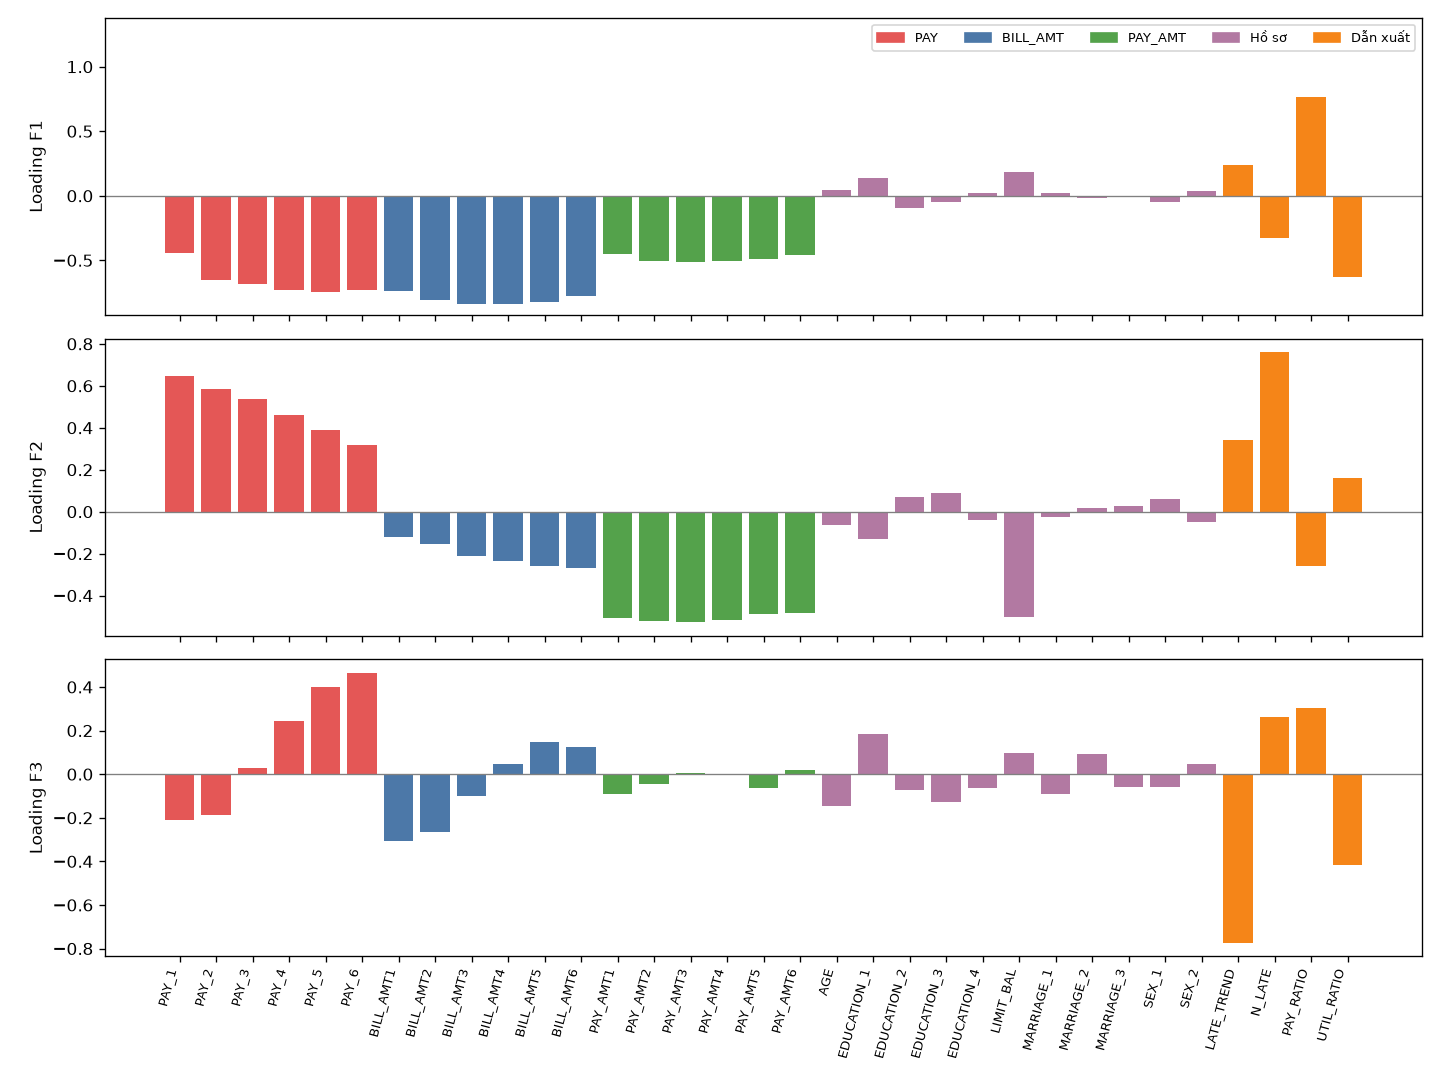 PAY BILL_AMT PAY_AMT Hồ sơ Dẫn xuất
Loading F1
1.0
0.5
0.0
−0.5
Loading F2
0.8
0.6
0.4
0.2
0.0
−0.2
−0.4
Loading F3
0.4
0.2
0.0
−0.2
−0.4
−0.6
−0.8
PAY_1
PAY_2
PAY_3
PAY_4
PAY_5
PAY_6
BILL_AMT1
BILL_AMT2
BILL_AMT3
BILL_AMT4
BILL_AMT5
BILL_AMT6
PAY_AMT1
PAY_AMT2
PAY_AMT3
PAY_AMT4
PAY_AMT5
PAY_AMT6
AGE
EDUCATION_1
EDUCATION_2
EDUCATION_3
EDUCATION_4
LIMIT_BAL
MARRIAGE_1
MARRIAGE_2
MARRIAGE_3
SEX_1
SEX_2
LATE_TREND
N_LATE
PAY_RATIO
UTIL_RATIO